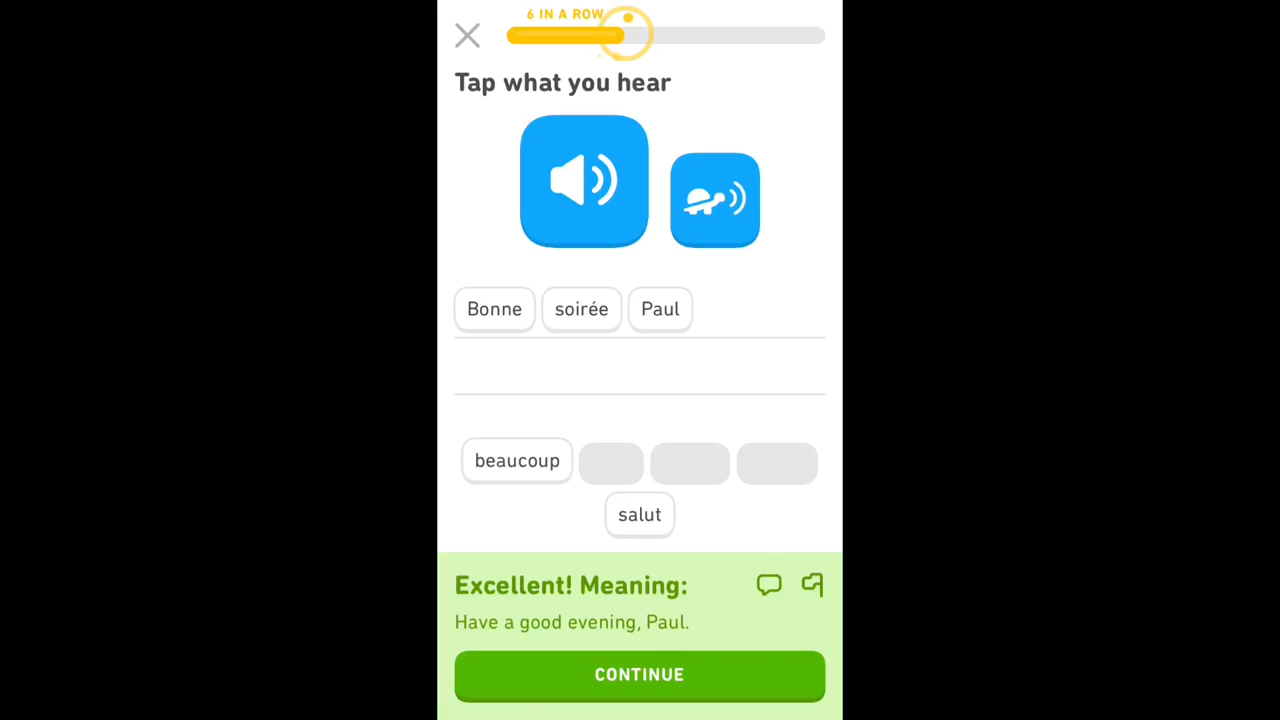 6 IN A ROW
Tap what you hear
Bonne soirée Paul
beaucoup
salut
Excellent! Meaning:
Have a good evening, Paul.
CONTINUE